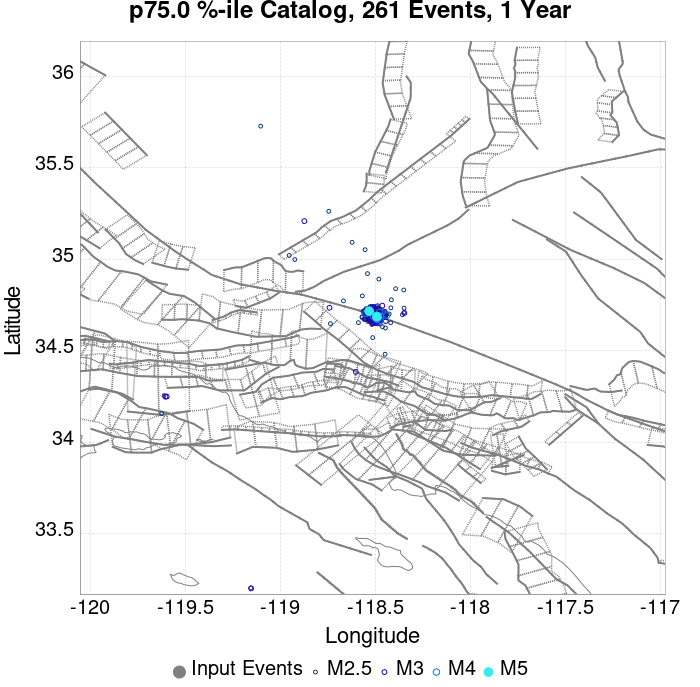 p75.0 %-ile Catalog, 261 Events, 1 Year
36
35.5
35
34.5
34
33.5
Latitude
-120
-119.5
-119
-118.5
-118
-117.5
-117
Longitude
Input Events
M2.5
M3
M4
M5